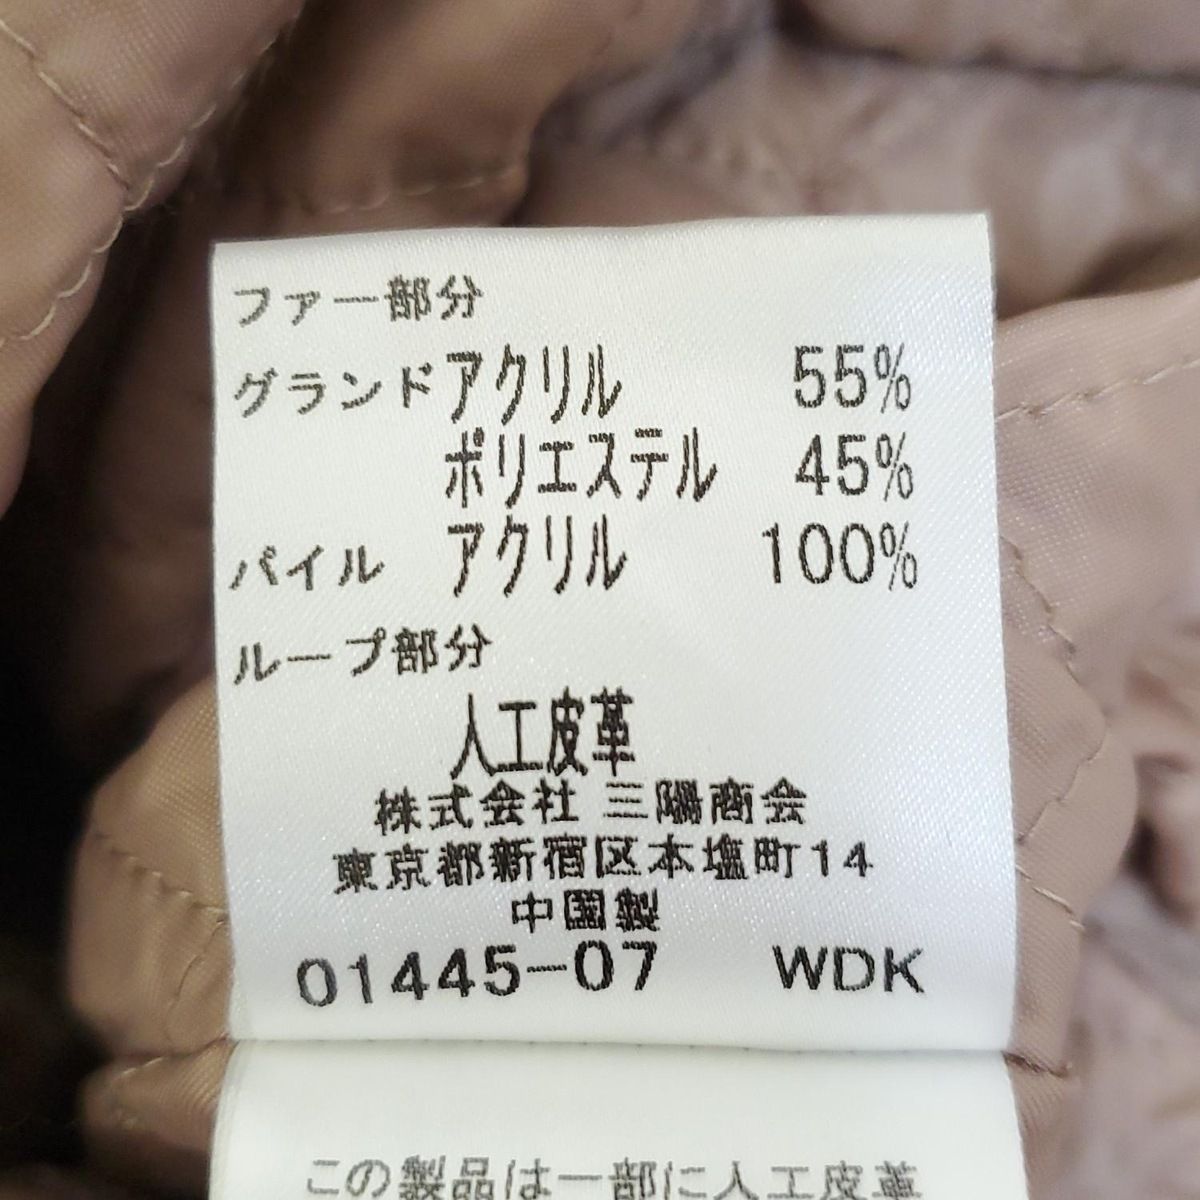 ファー部分
グランドアクリル 55%
ポリエステル 45%
パイル アクリル 100%
ループ部分
人工皮革
株式会社 三陽商会
東京都新宿区本塩町14
中国製
01445-07 WDK
この製品は一部に人工皮革